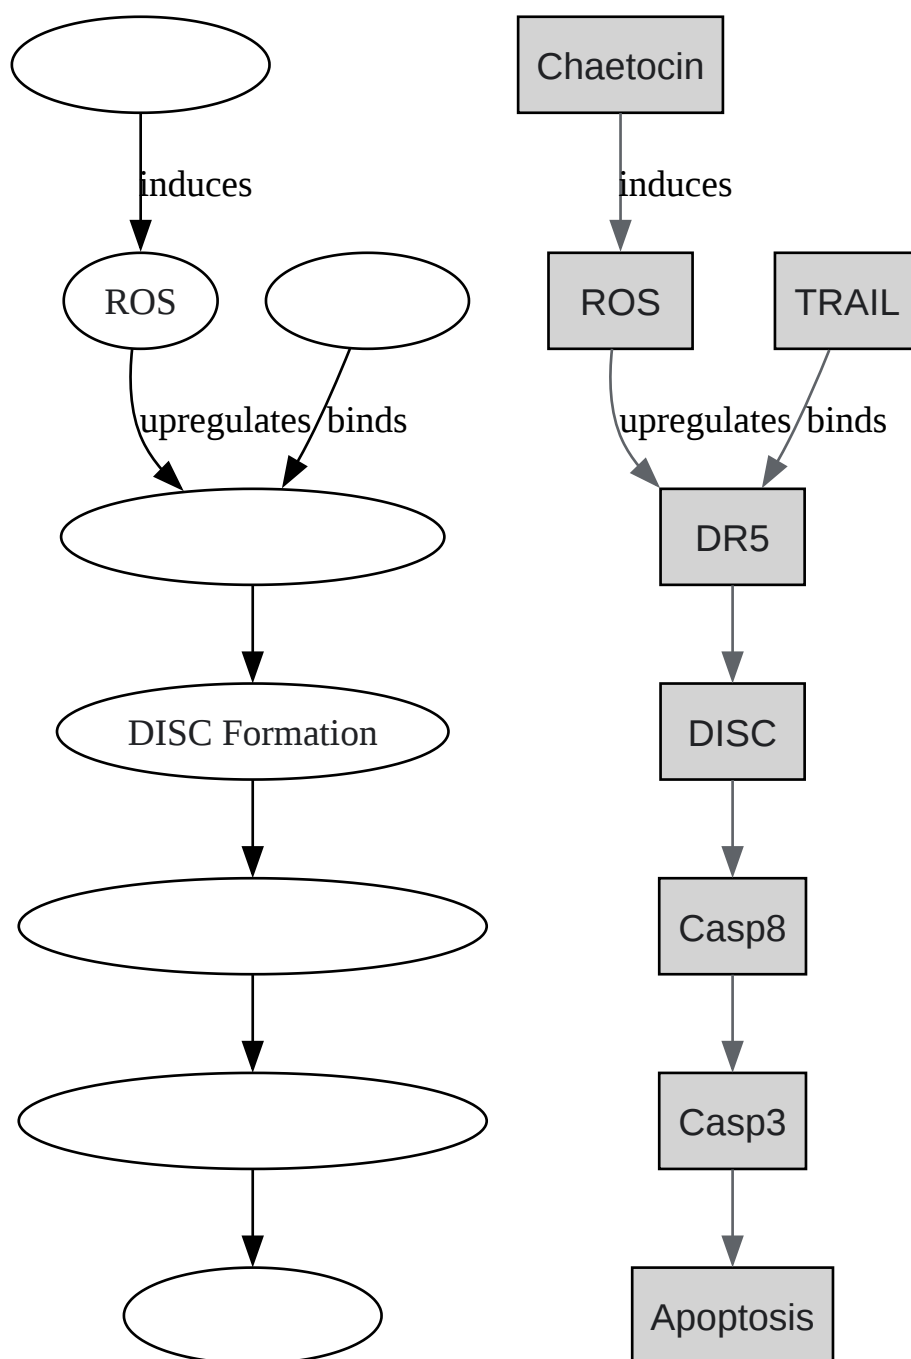 Chaetocin
induces
induces
ROS
ROS
TRAIL
upregulates
binds
upregulates
binds
DR5
DISC Formation
DISC
Casp8
Casp3
Apoptosis